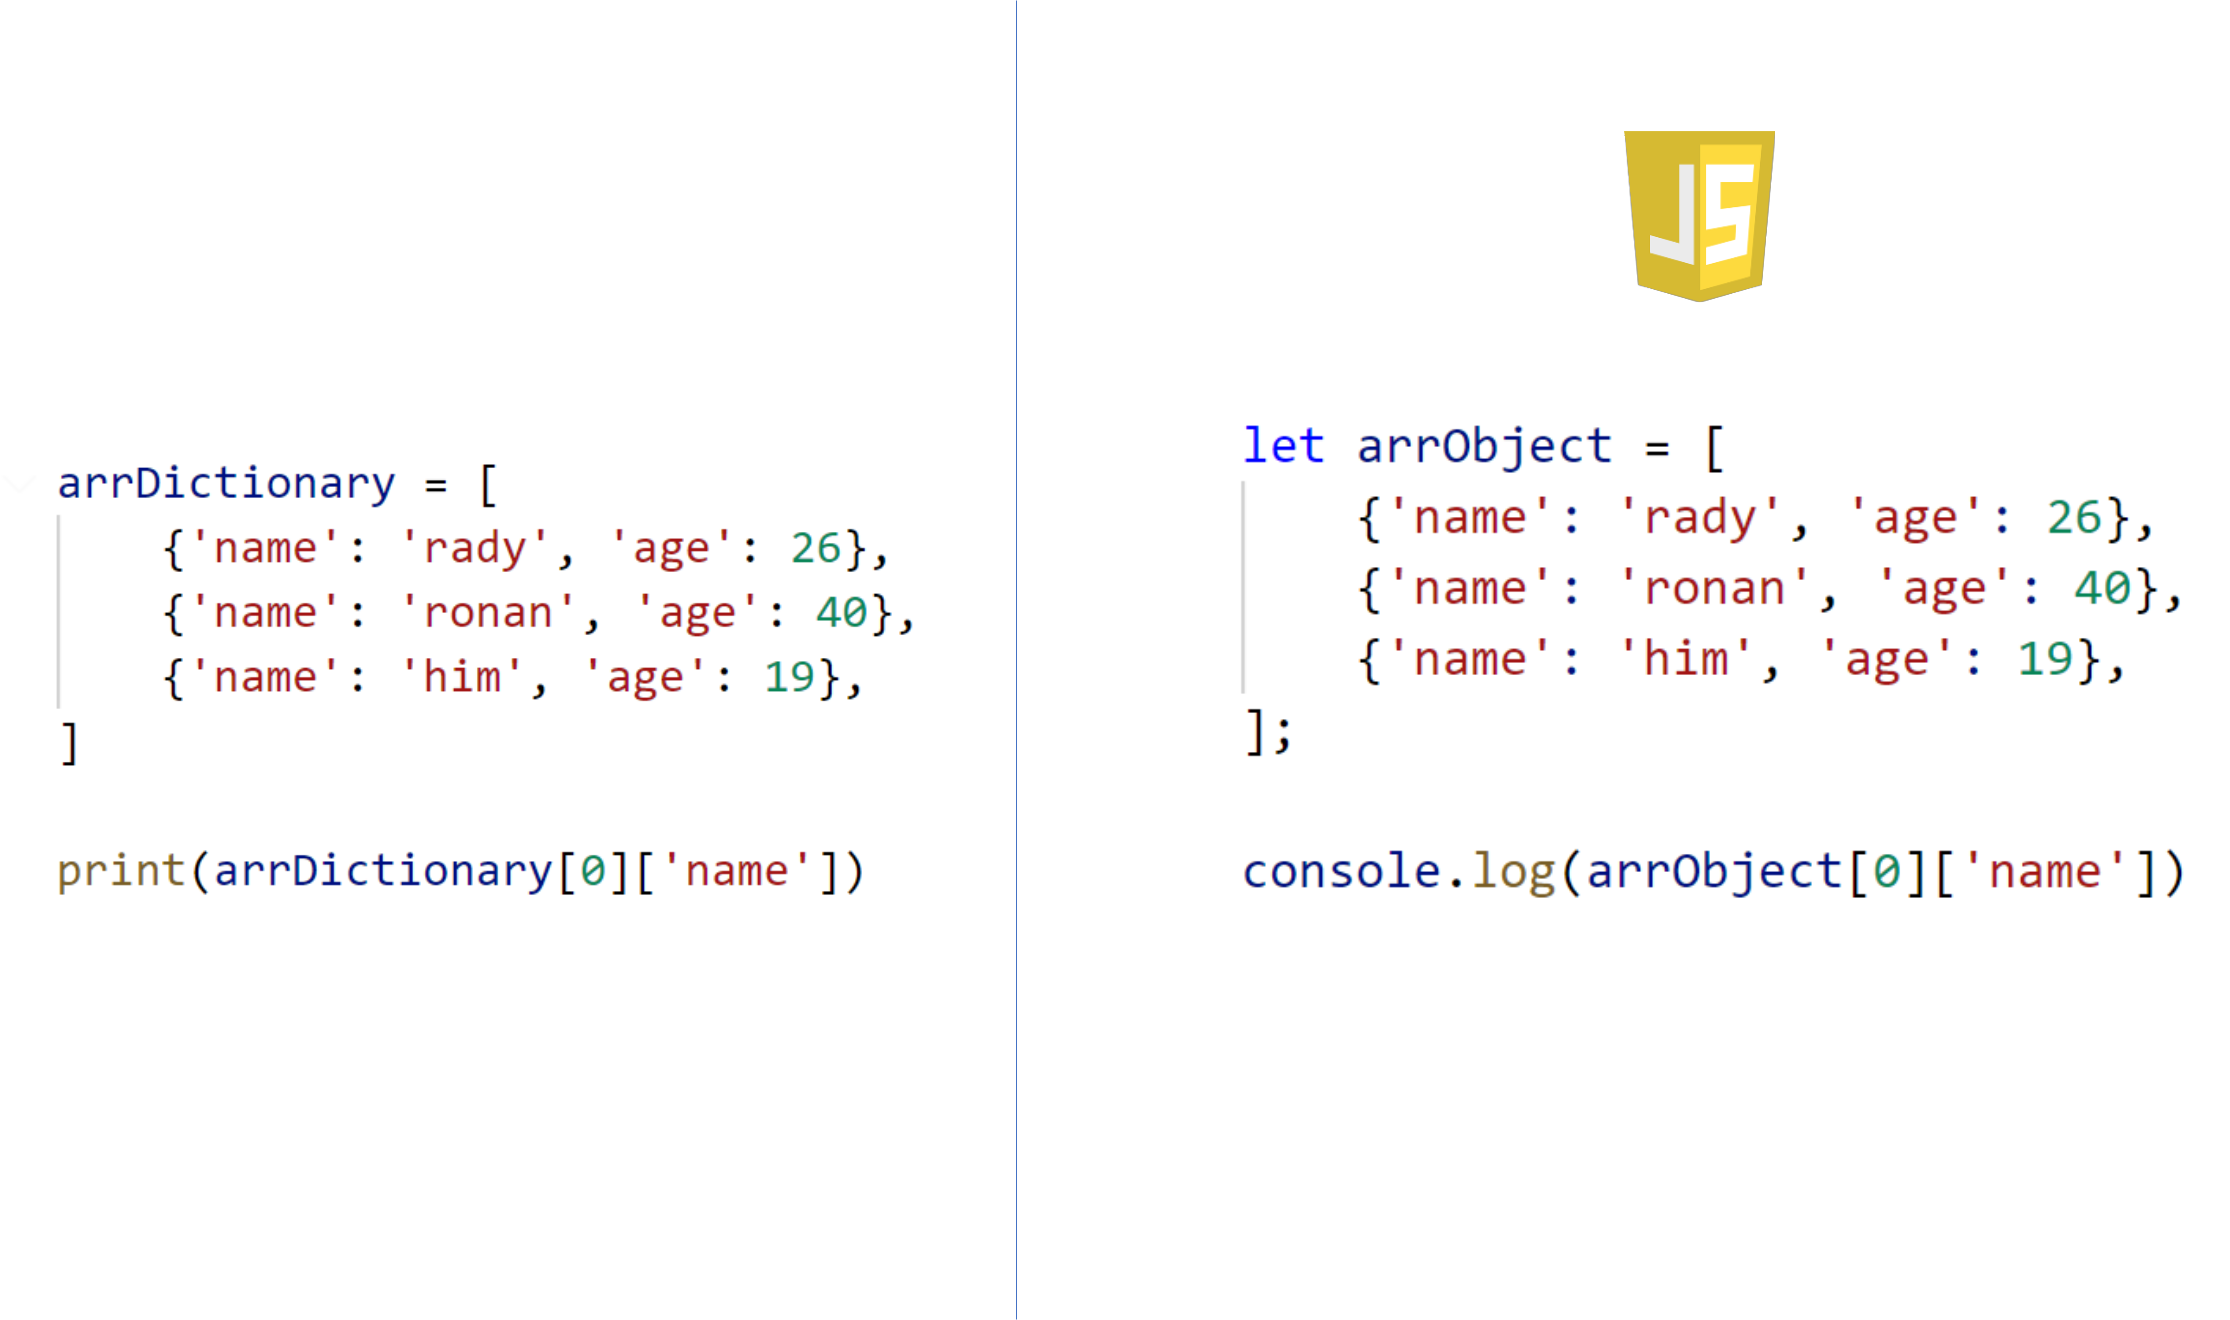 arrDictionary = [
{'name': 'rady', 'age': 26},
{'name': 'ronan', 'age': 40},
{'name': 'him', 'age': 19},
]
print(arrDictionary[0]['name'])
JS
let arrObject = [
{'name': 'rady', 'age': 26},
{'name': 'ronan', 'age': 40},
{'name': 'him', 'age': 19},
];
console.log(arrObject[0]['name'])